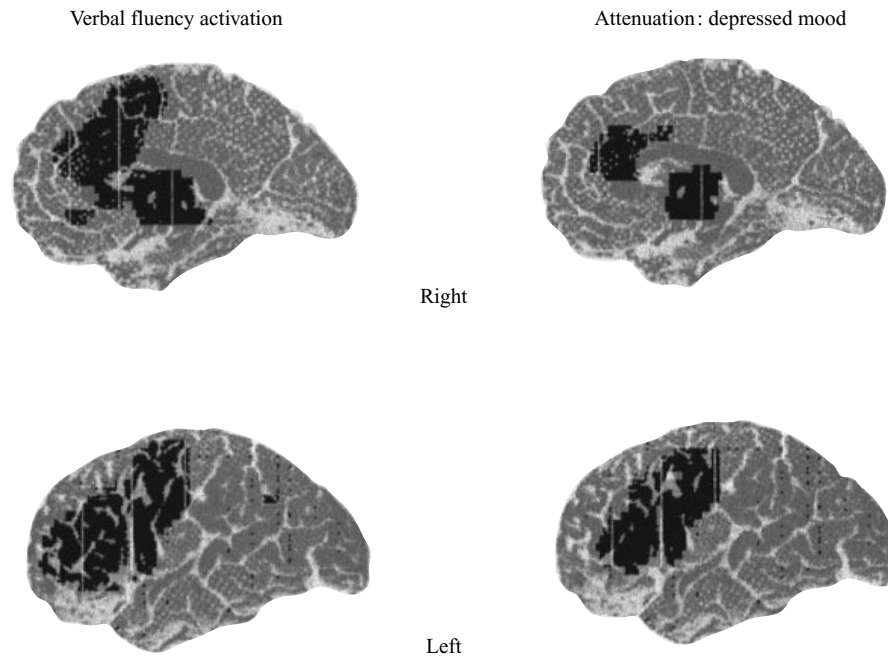 Verbal fluency activation
Attenuation: depressed mood
Right
Left